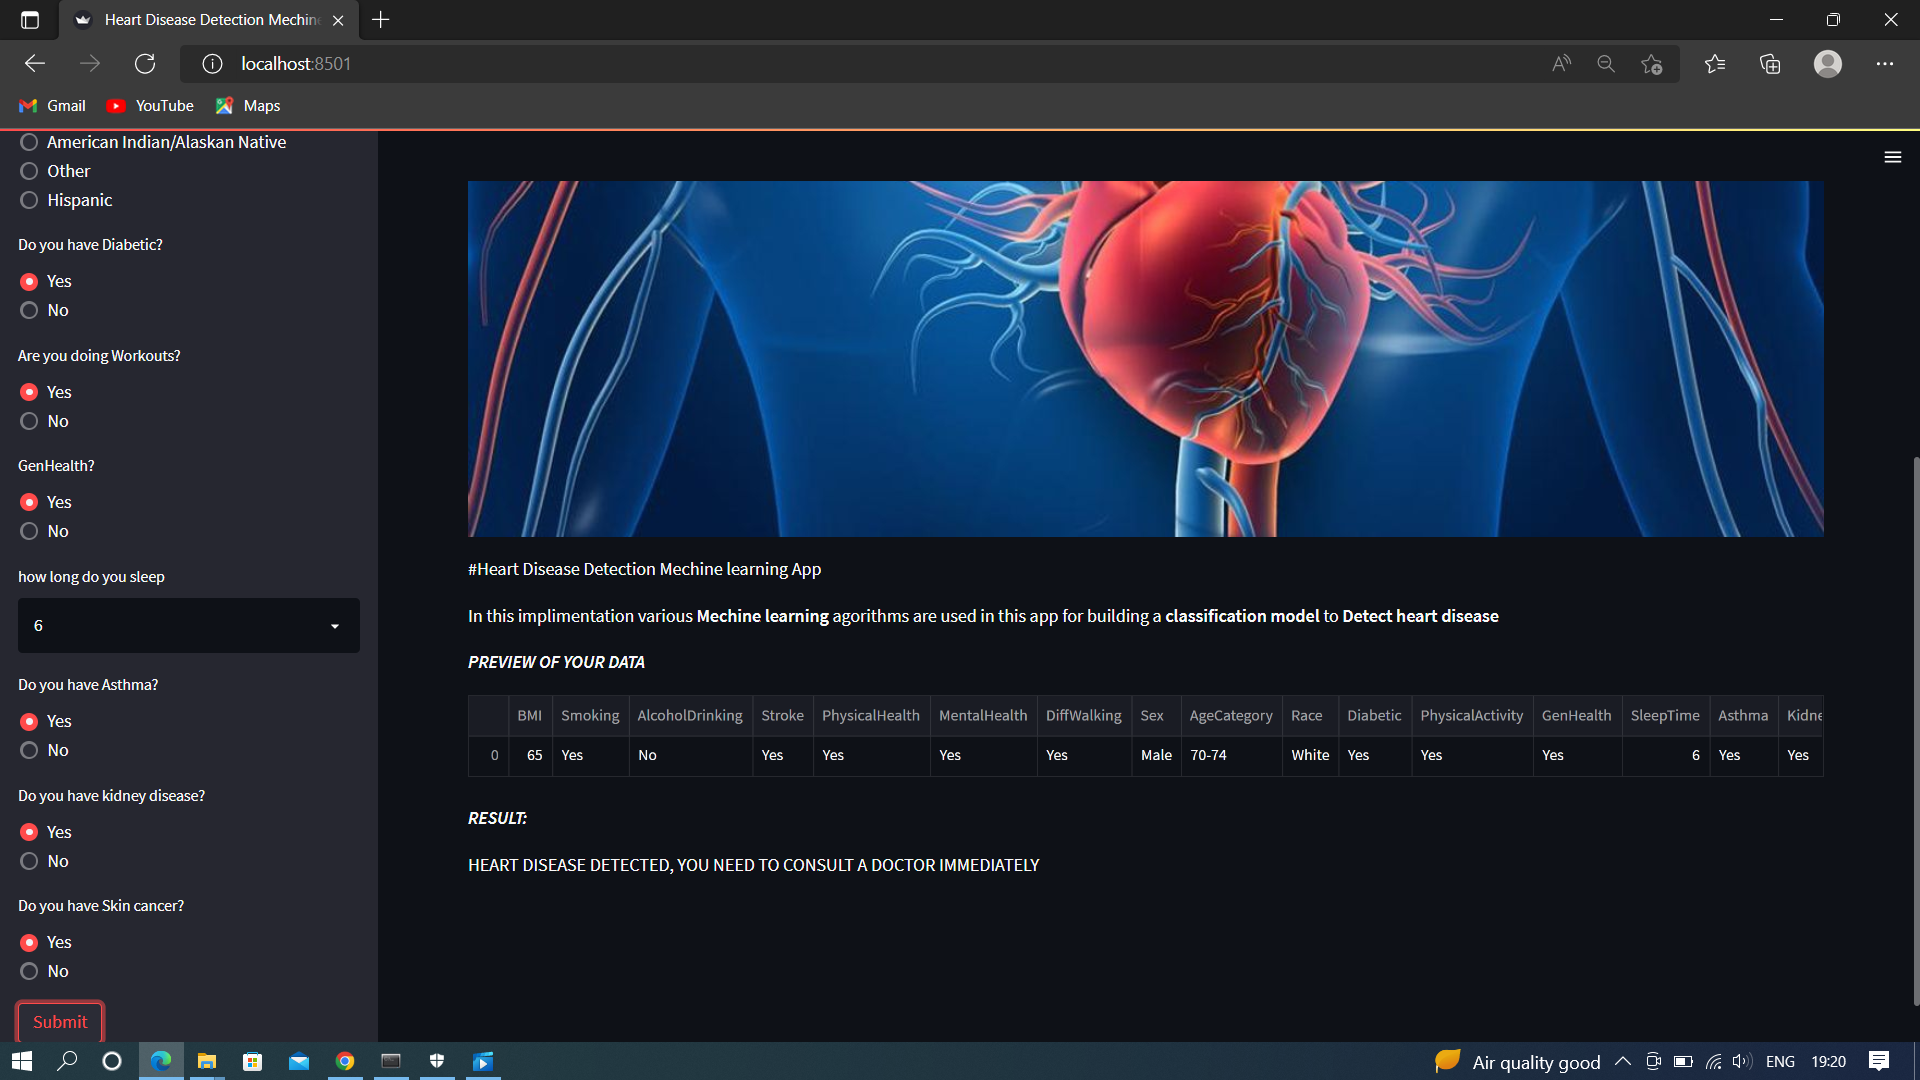 Heart Disease Detection Mechin
localhost:8501
Gmail YouTube Maps
American Indian/Alaskan Native
Other
Hispanic
Do you have Diabetic?
Yes
No
Are you doing Workouts?
Yes
No
GenHealth?
Yes
No
how long do you sleep
6
Do you have Asthma?
Yes
No
Do you have kidney disease?
Yes
No
Do you have Skin cancer?
Yes
No
Submit
#Heart Disease Detection Mechine learning App
In this implimentation various Mechine learning agorithms are used in this app for building a classification model to Detect heart disease
PREVIEW OF YOUR DATA
BMI Smoking AlcoholDrinking Stroke PhysicalHealth MentalHealth DiffWalking Sex AgeCategory Race Diabetic PhysicalActivity GenHealth SleepTime Asthma Kidne
0 65 Yes No Yes Yes Yes Yes Male 70-74 White Yes Yes Yes 6 Yes Yes
RESULT:
HEART DISEASE DETECTED, YOU NEED TO CONSULT A DOCTOR IMMEDIATELY
Air quality good ENG 19:20